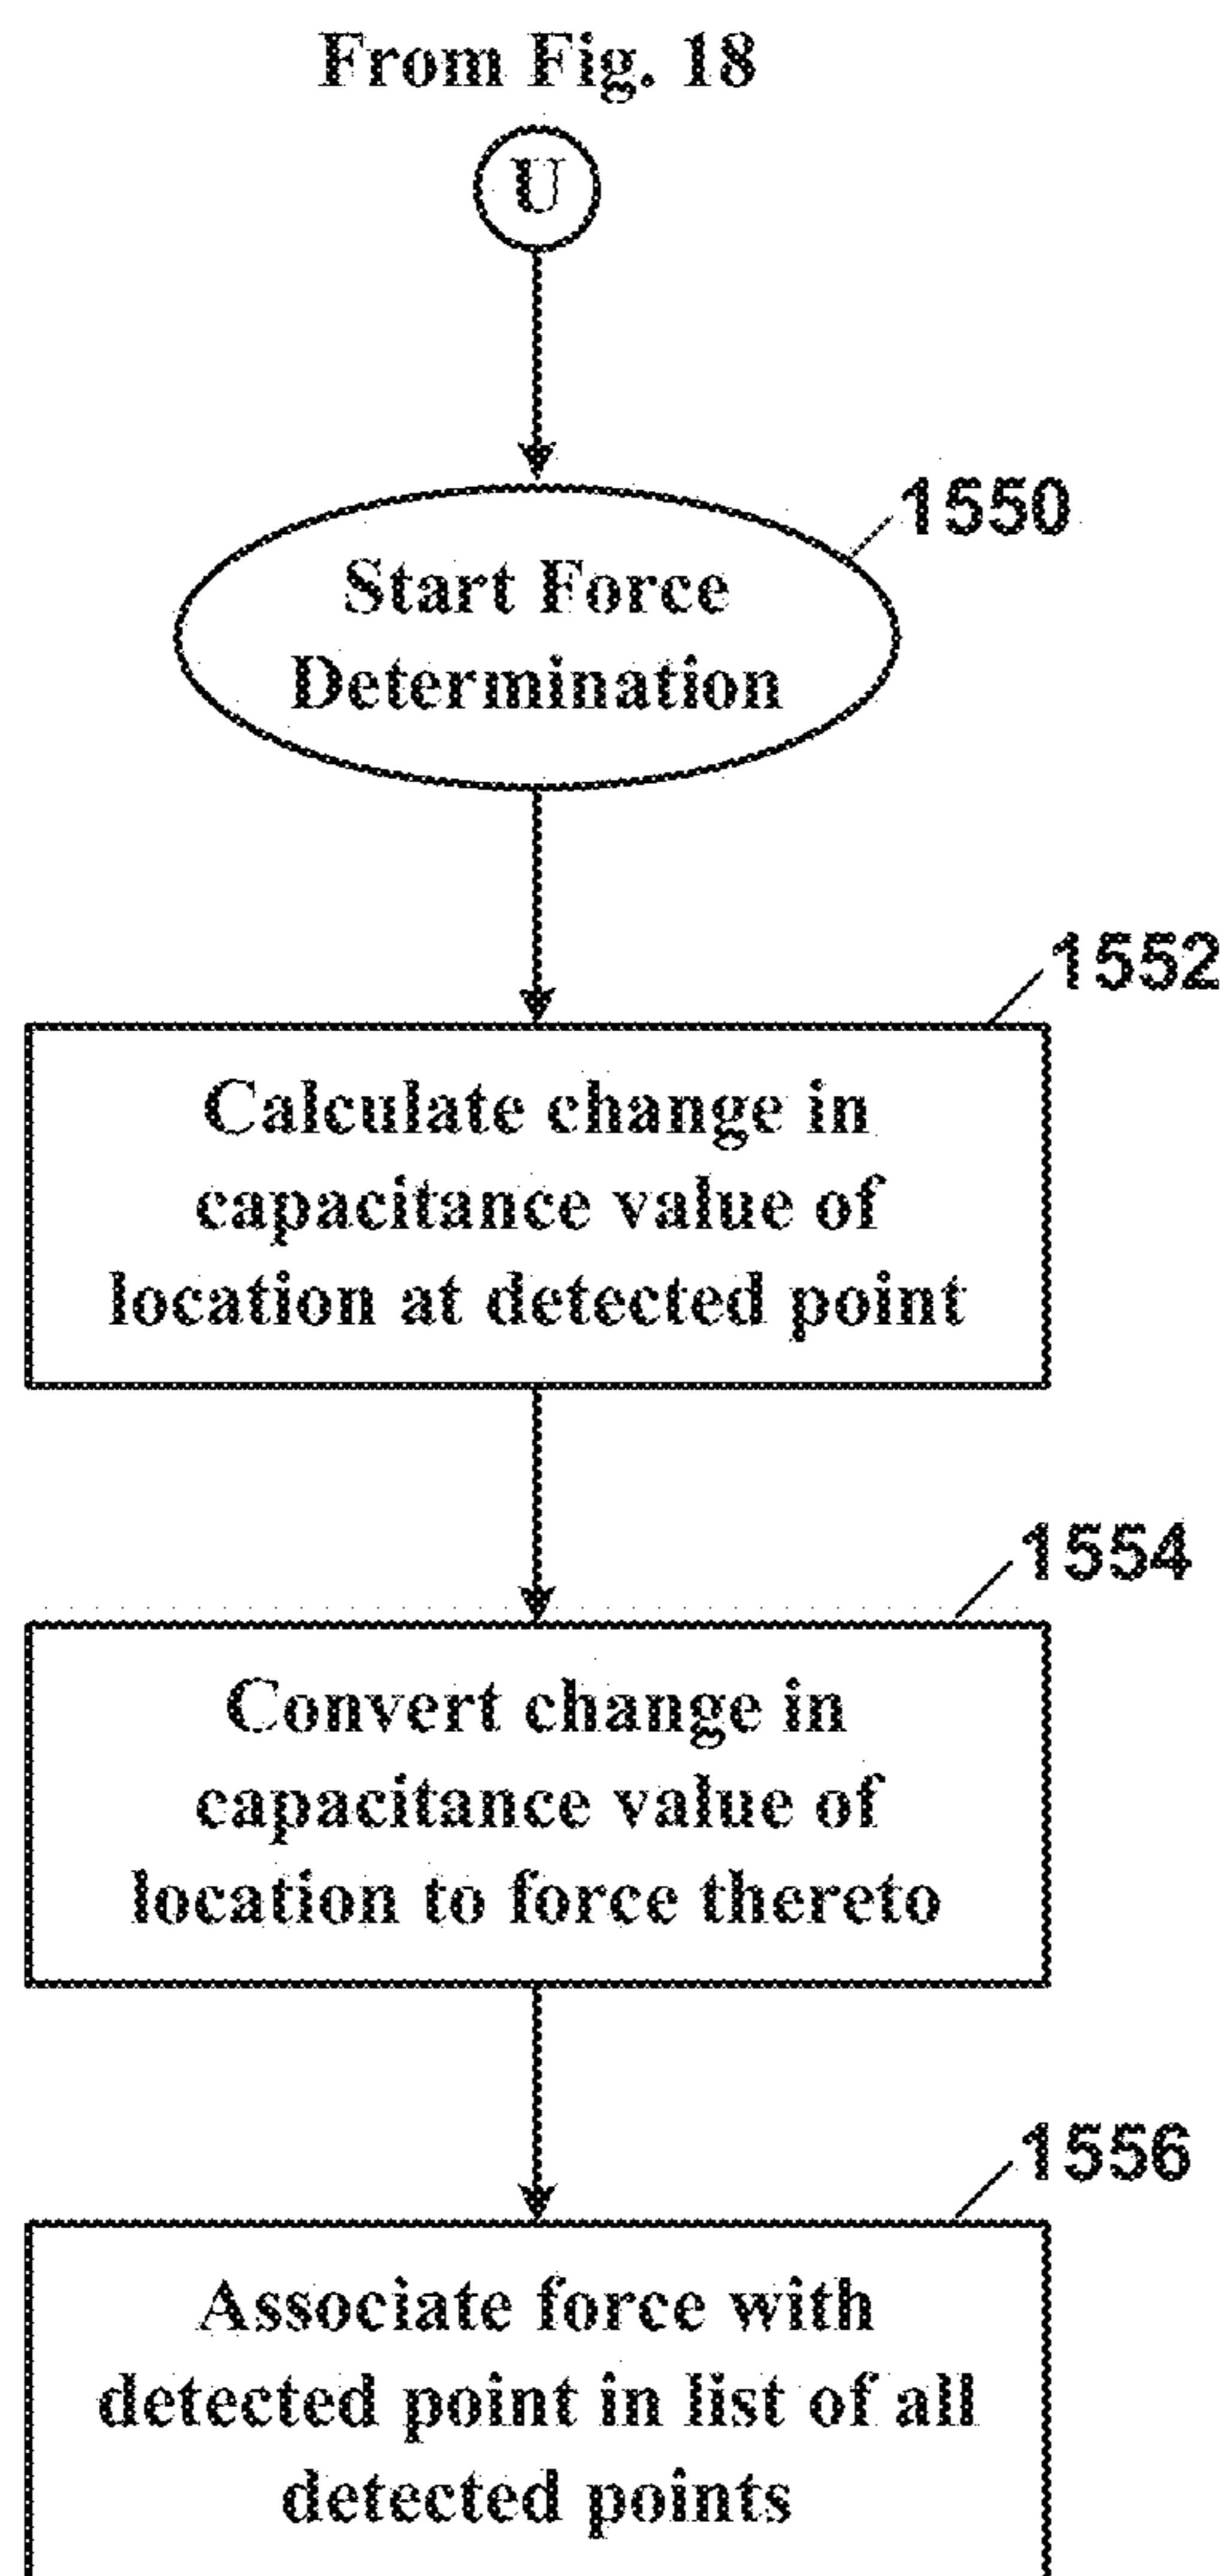 From Fig. 18
U
Start Force
Determination
1550
1552
Calculate change in
capacitance value of
location at detected point
1554
Convert change in
capacitance value of
location to force thereto
1556
Associate force with
detected point in list of all
detected points